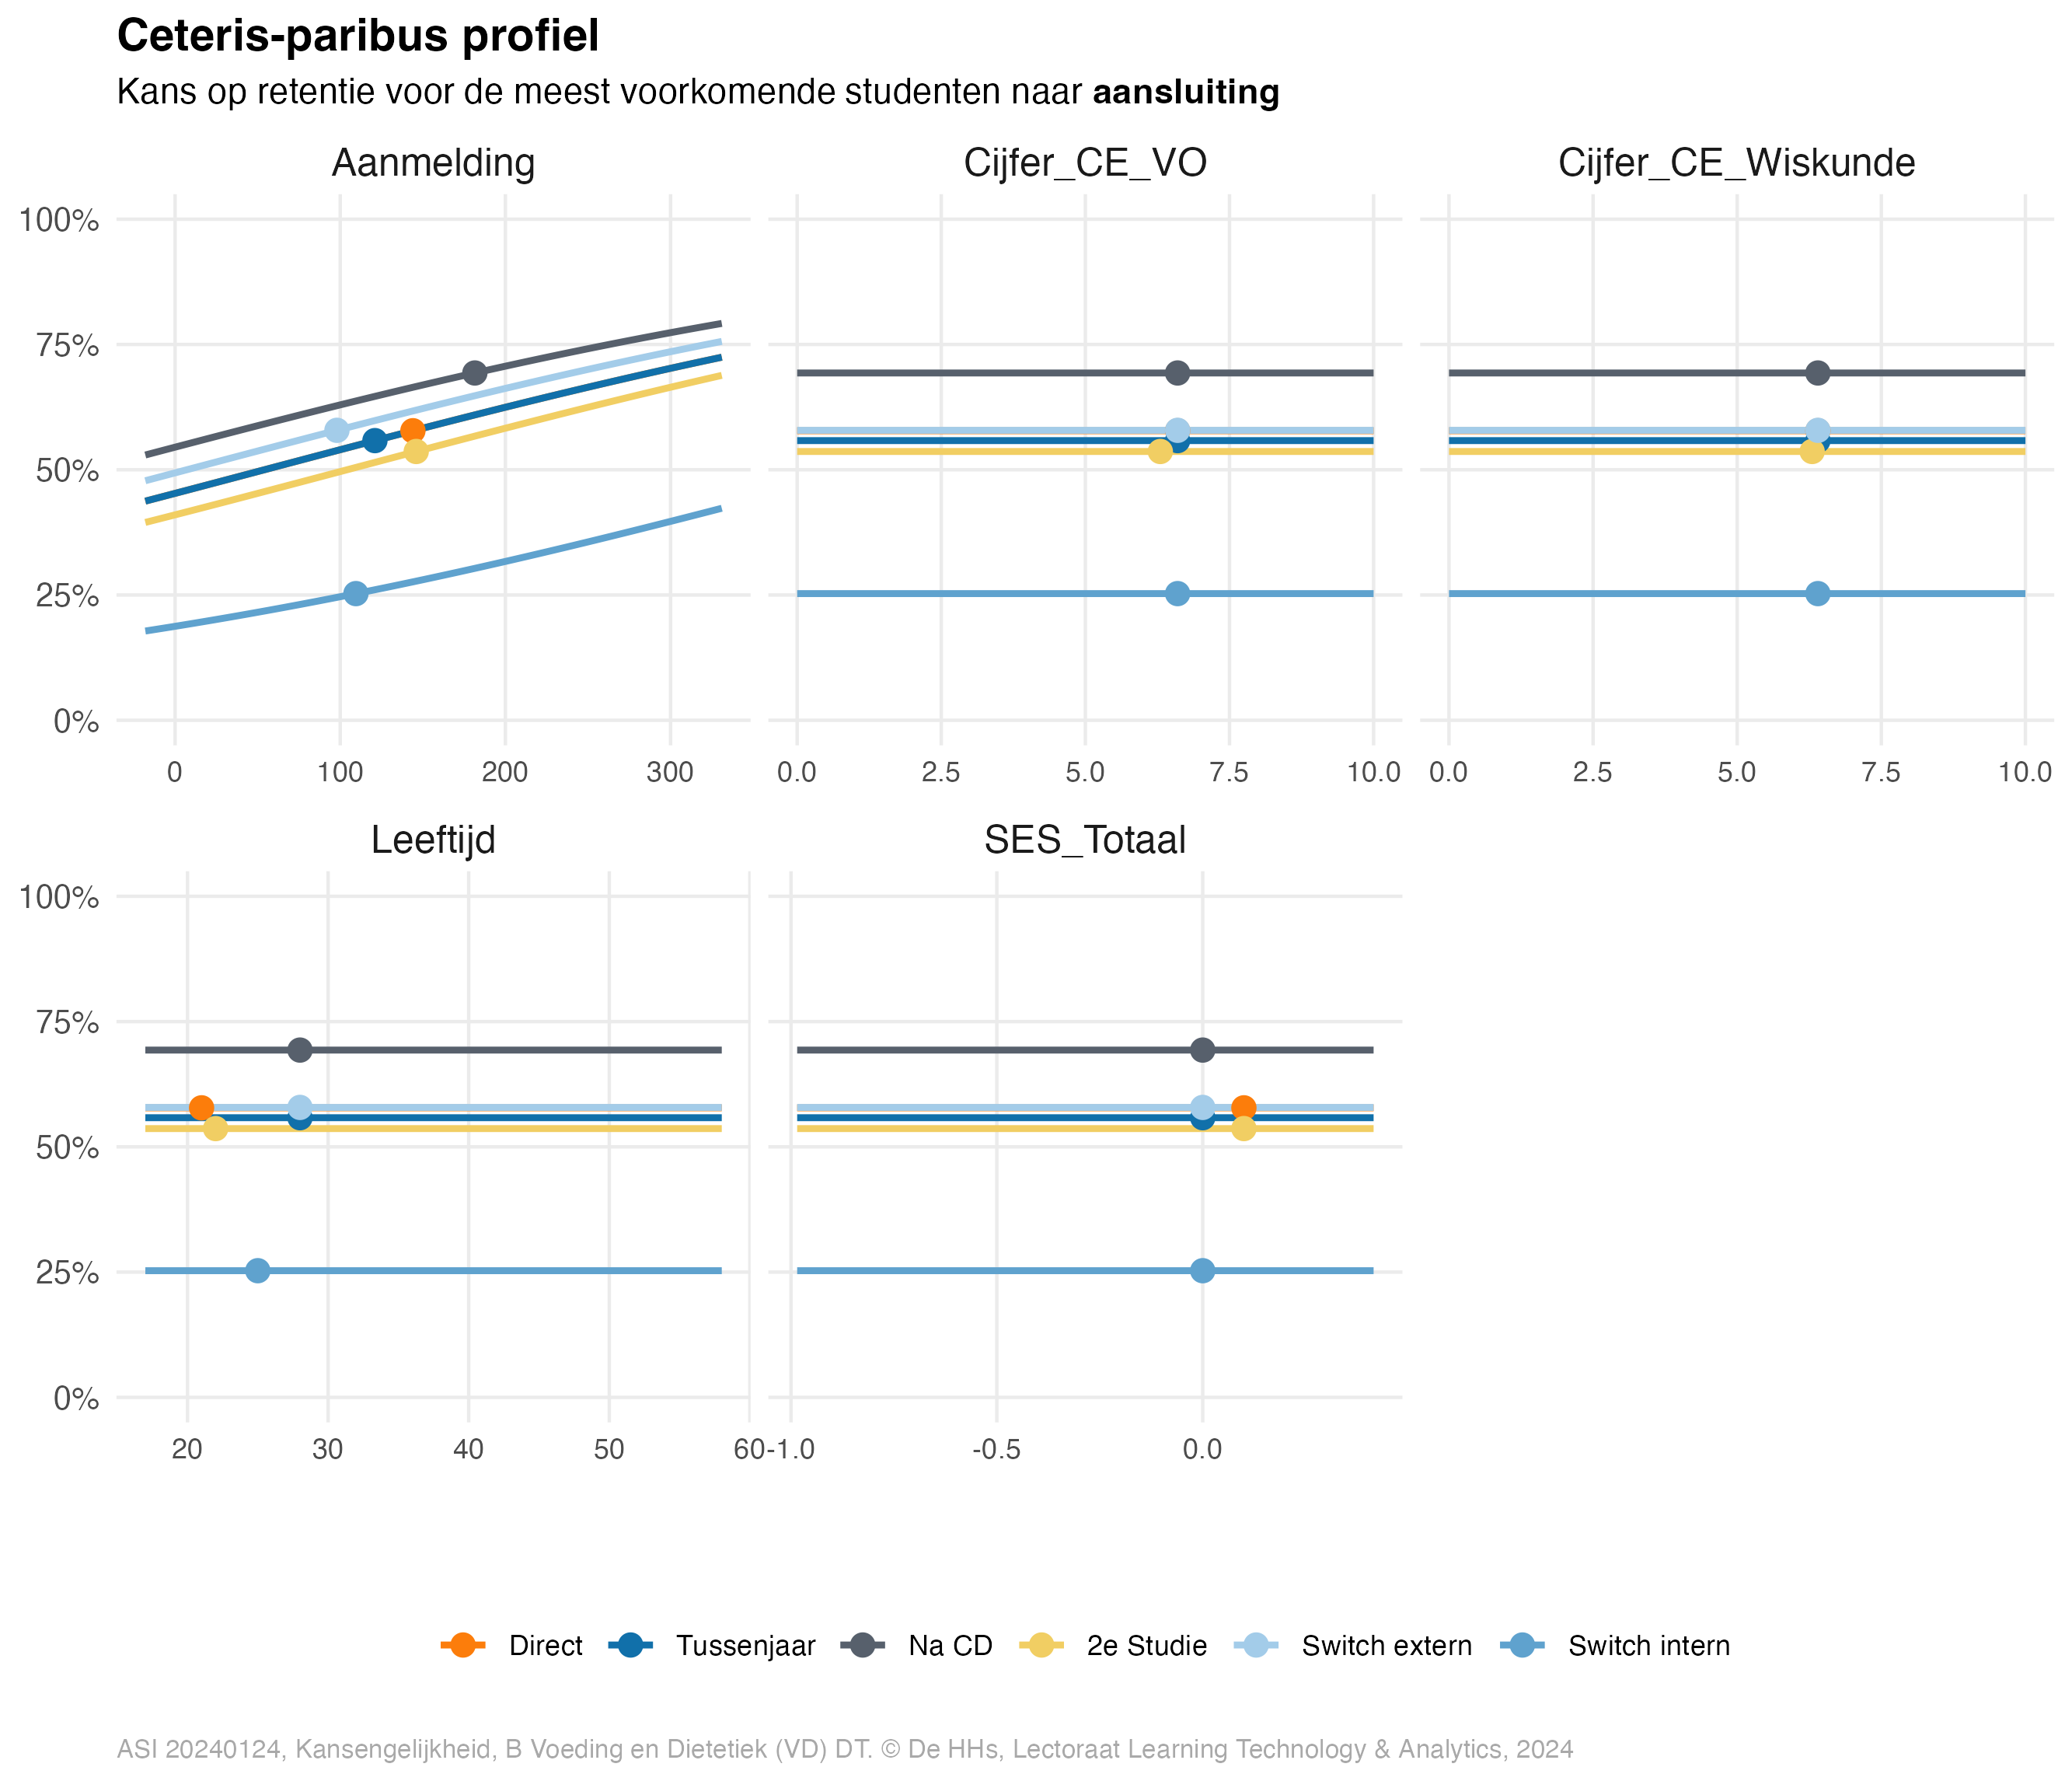 Ceteris-paribus profiel
Kans op retentie voor de meest voorkomende studenten naar aansluiting
Aanmelding
Cijfer_CE_VO
Cijfer_CE_Wiskunde
100%
75%
50%
25%
0%
0 100 200 300
0.0 2.5 5.0 7.5 10.0
0.0 2.5 5.0 7.5 10.0
Leeftijd
SES_Totaal
100%
75%
50%
25%
0%
20 30 40 50 60
-1.0 -0.5 0.0
Direct Tussenjaar Na CD 2e Studie Switch extern Switch intern
ASI 20240124, Kansengelijkheid, B Voeding en Dietetiek (VD) DT. © De HHs, Lectoraat Learning Technology & Analytics, 2024